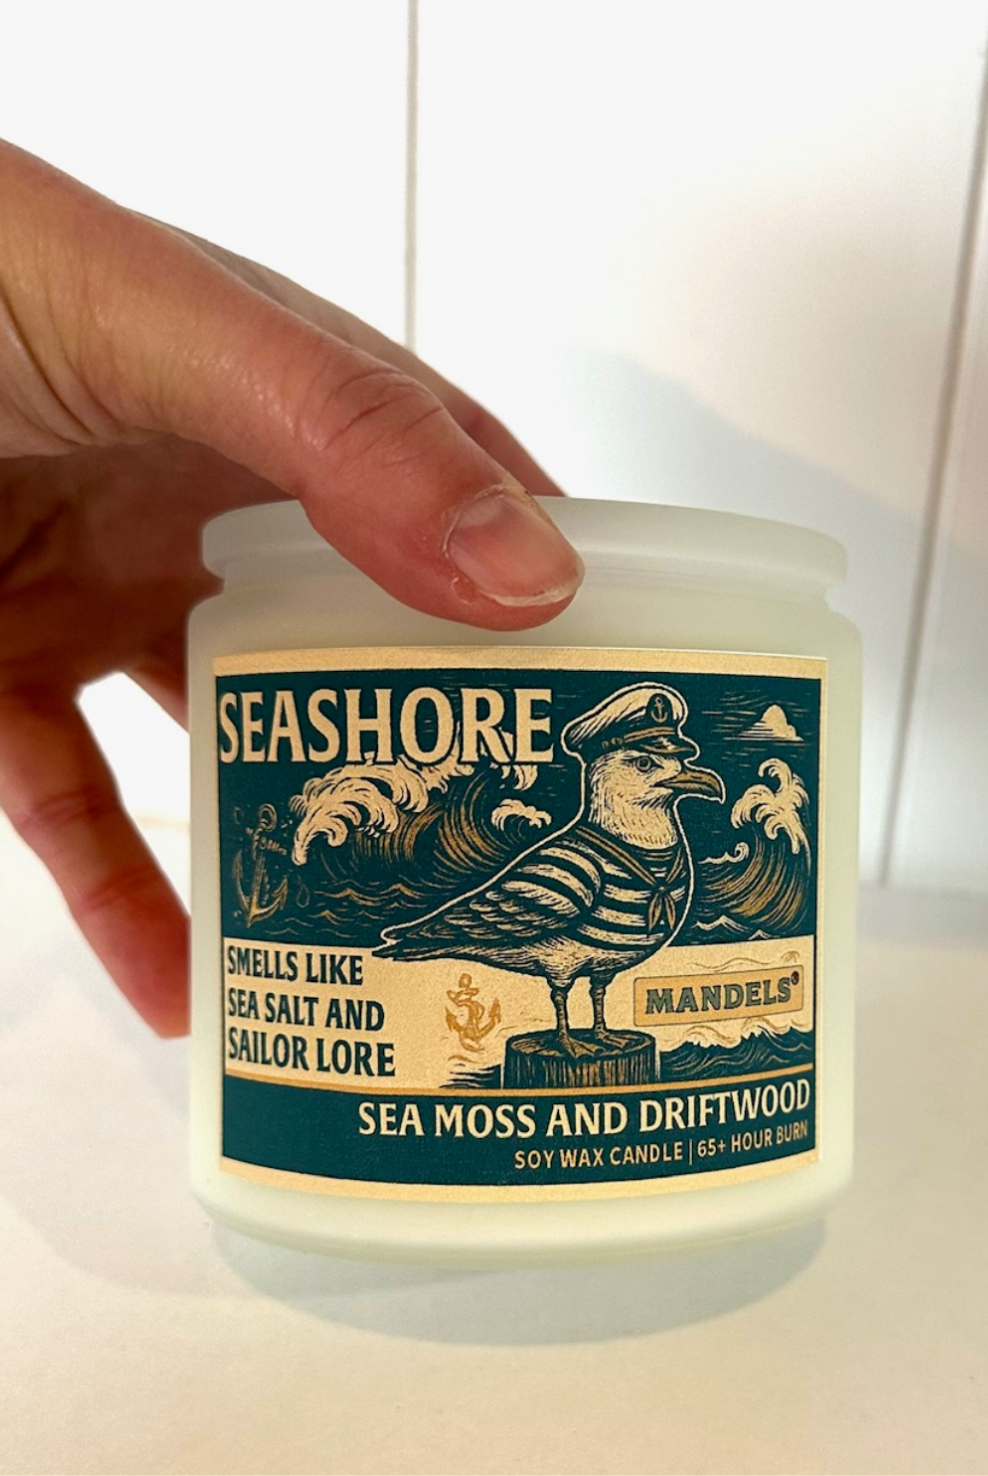 SEASHORE
SMELLS LIKE
SEA SALT AND
SAILOR LORE
MANDELS®
SEA MOSS AND DRIFTWOOD
SOY WAX CANDLE | 65+ HOUR BURN